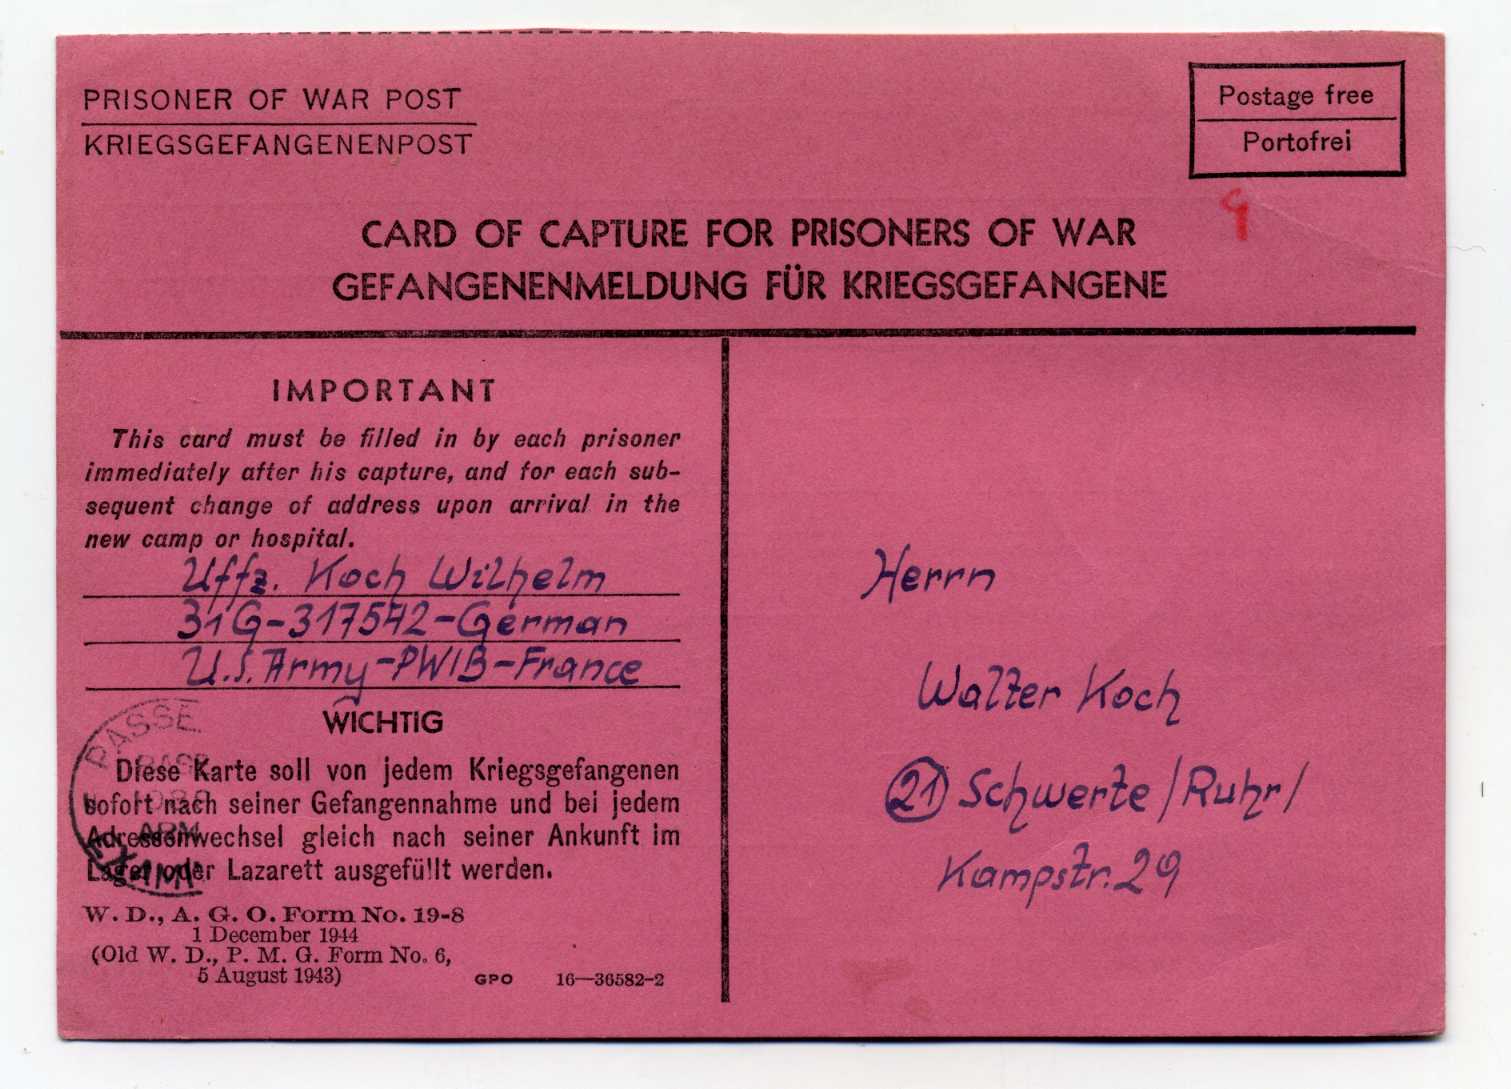 PRISONER OF WAR POST
KRIEGSGEFANGENENPOST
Postage free
Portofrei
9
CARD OF CAPTURE FOR PRISONERS OF WAR
GEFANGENENMELDUNG FÜR KRIEGSGEFANGENE
IMPORTANT
This card must be filled in by each prisoner
immediately after his capture, and for each sub-
sequent change of address upon arrival in the
new camp or hospital.
Uffz. Koch Wilhelm
31G-317542-German
U.S. Army-PWIB-France
WICHTIG
Diese Karte soll von jedem Kriegsgefangenen
sofort nach seiner Gefangennahme und bei jedem
Adressenwechsel gleich nach seiner Ankunft im
Lager oder Lazarett ausgefüllt werden.
PASSE
BASE
ARM
EXAM
W. D., A. G. O. Form No. 19-8
1 December 1944
(Old W. D., P. M. G. Form No. 6,
5 August 1943)
GPO 16—36582-2
Herrn
Walter Koch
21 Schwerte/Ruhr/
Kampstr. 29